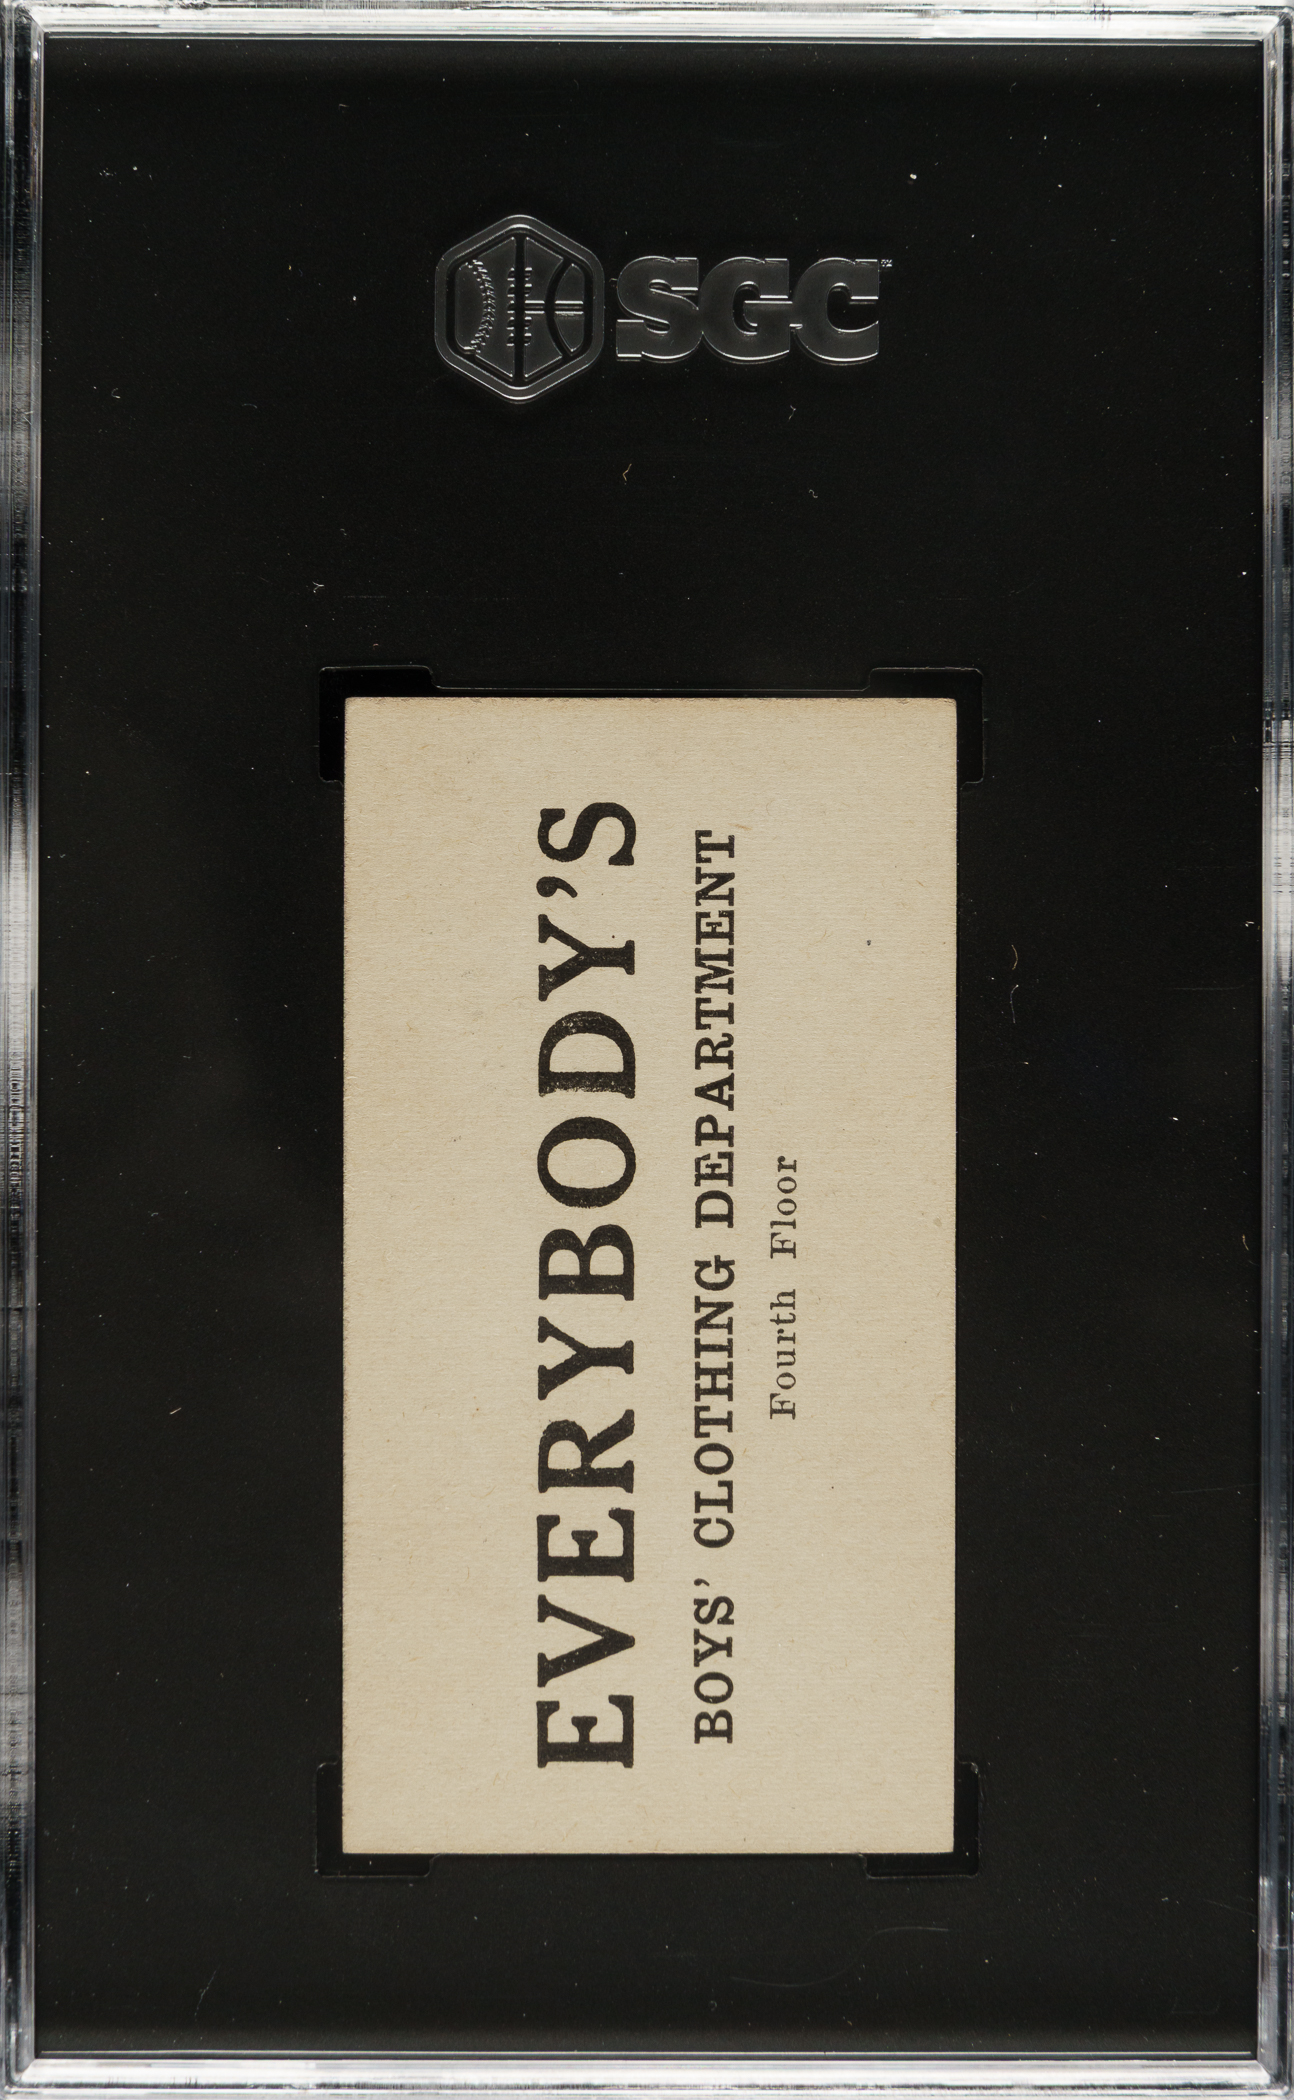 SGC
EVERYBODY'S
BOYS' CLOTHING DEPARTMENT
Fourth Floor